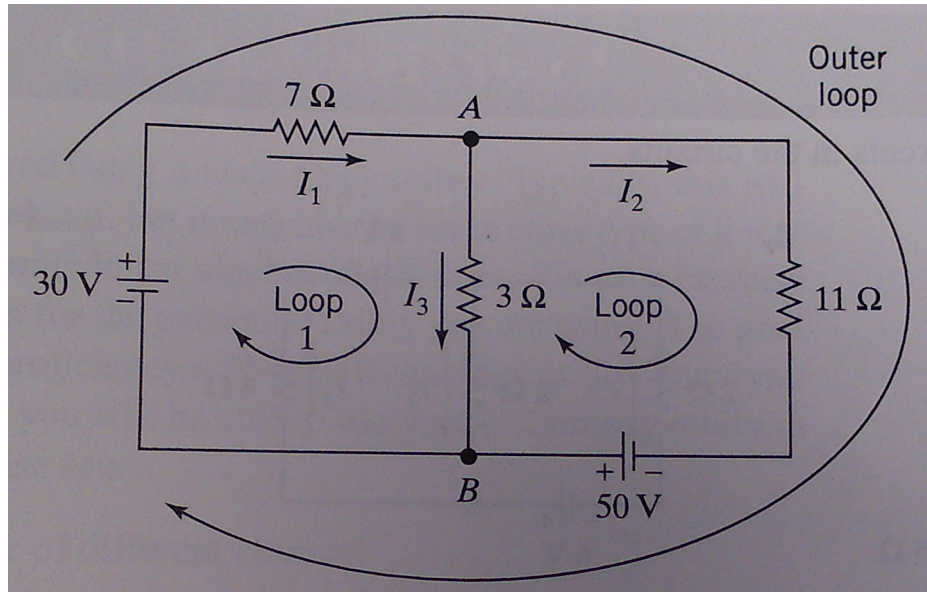 Outer
loop
7 Ω
A
I1
I2
30 V
+
−
Loop
1
I3
3 Ω
Loop
2
11 Ω
B
+
−
50 V